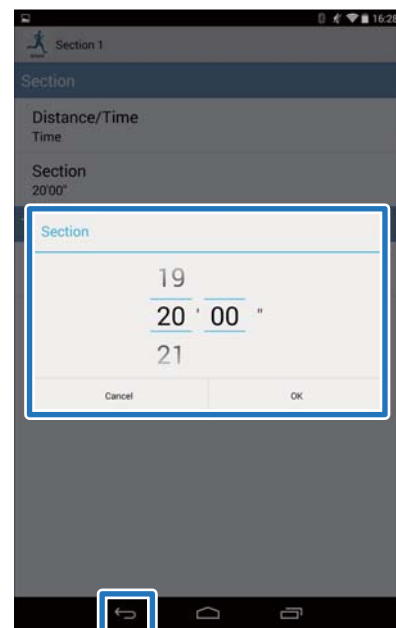 16:28
Section 1
Section
Distance/Time
Time
Section
20'00"
Section
19
20 ' 00 "
21
Cancel
OK